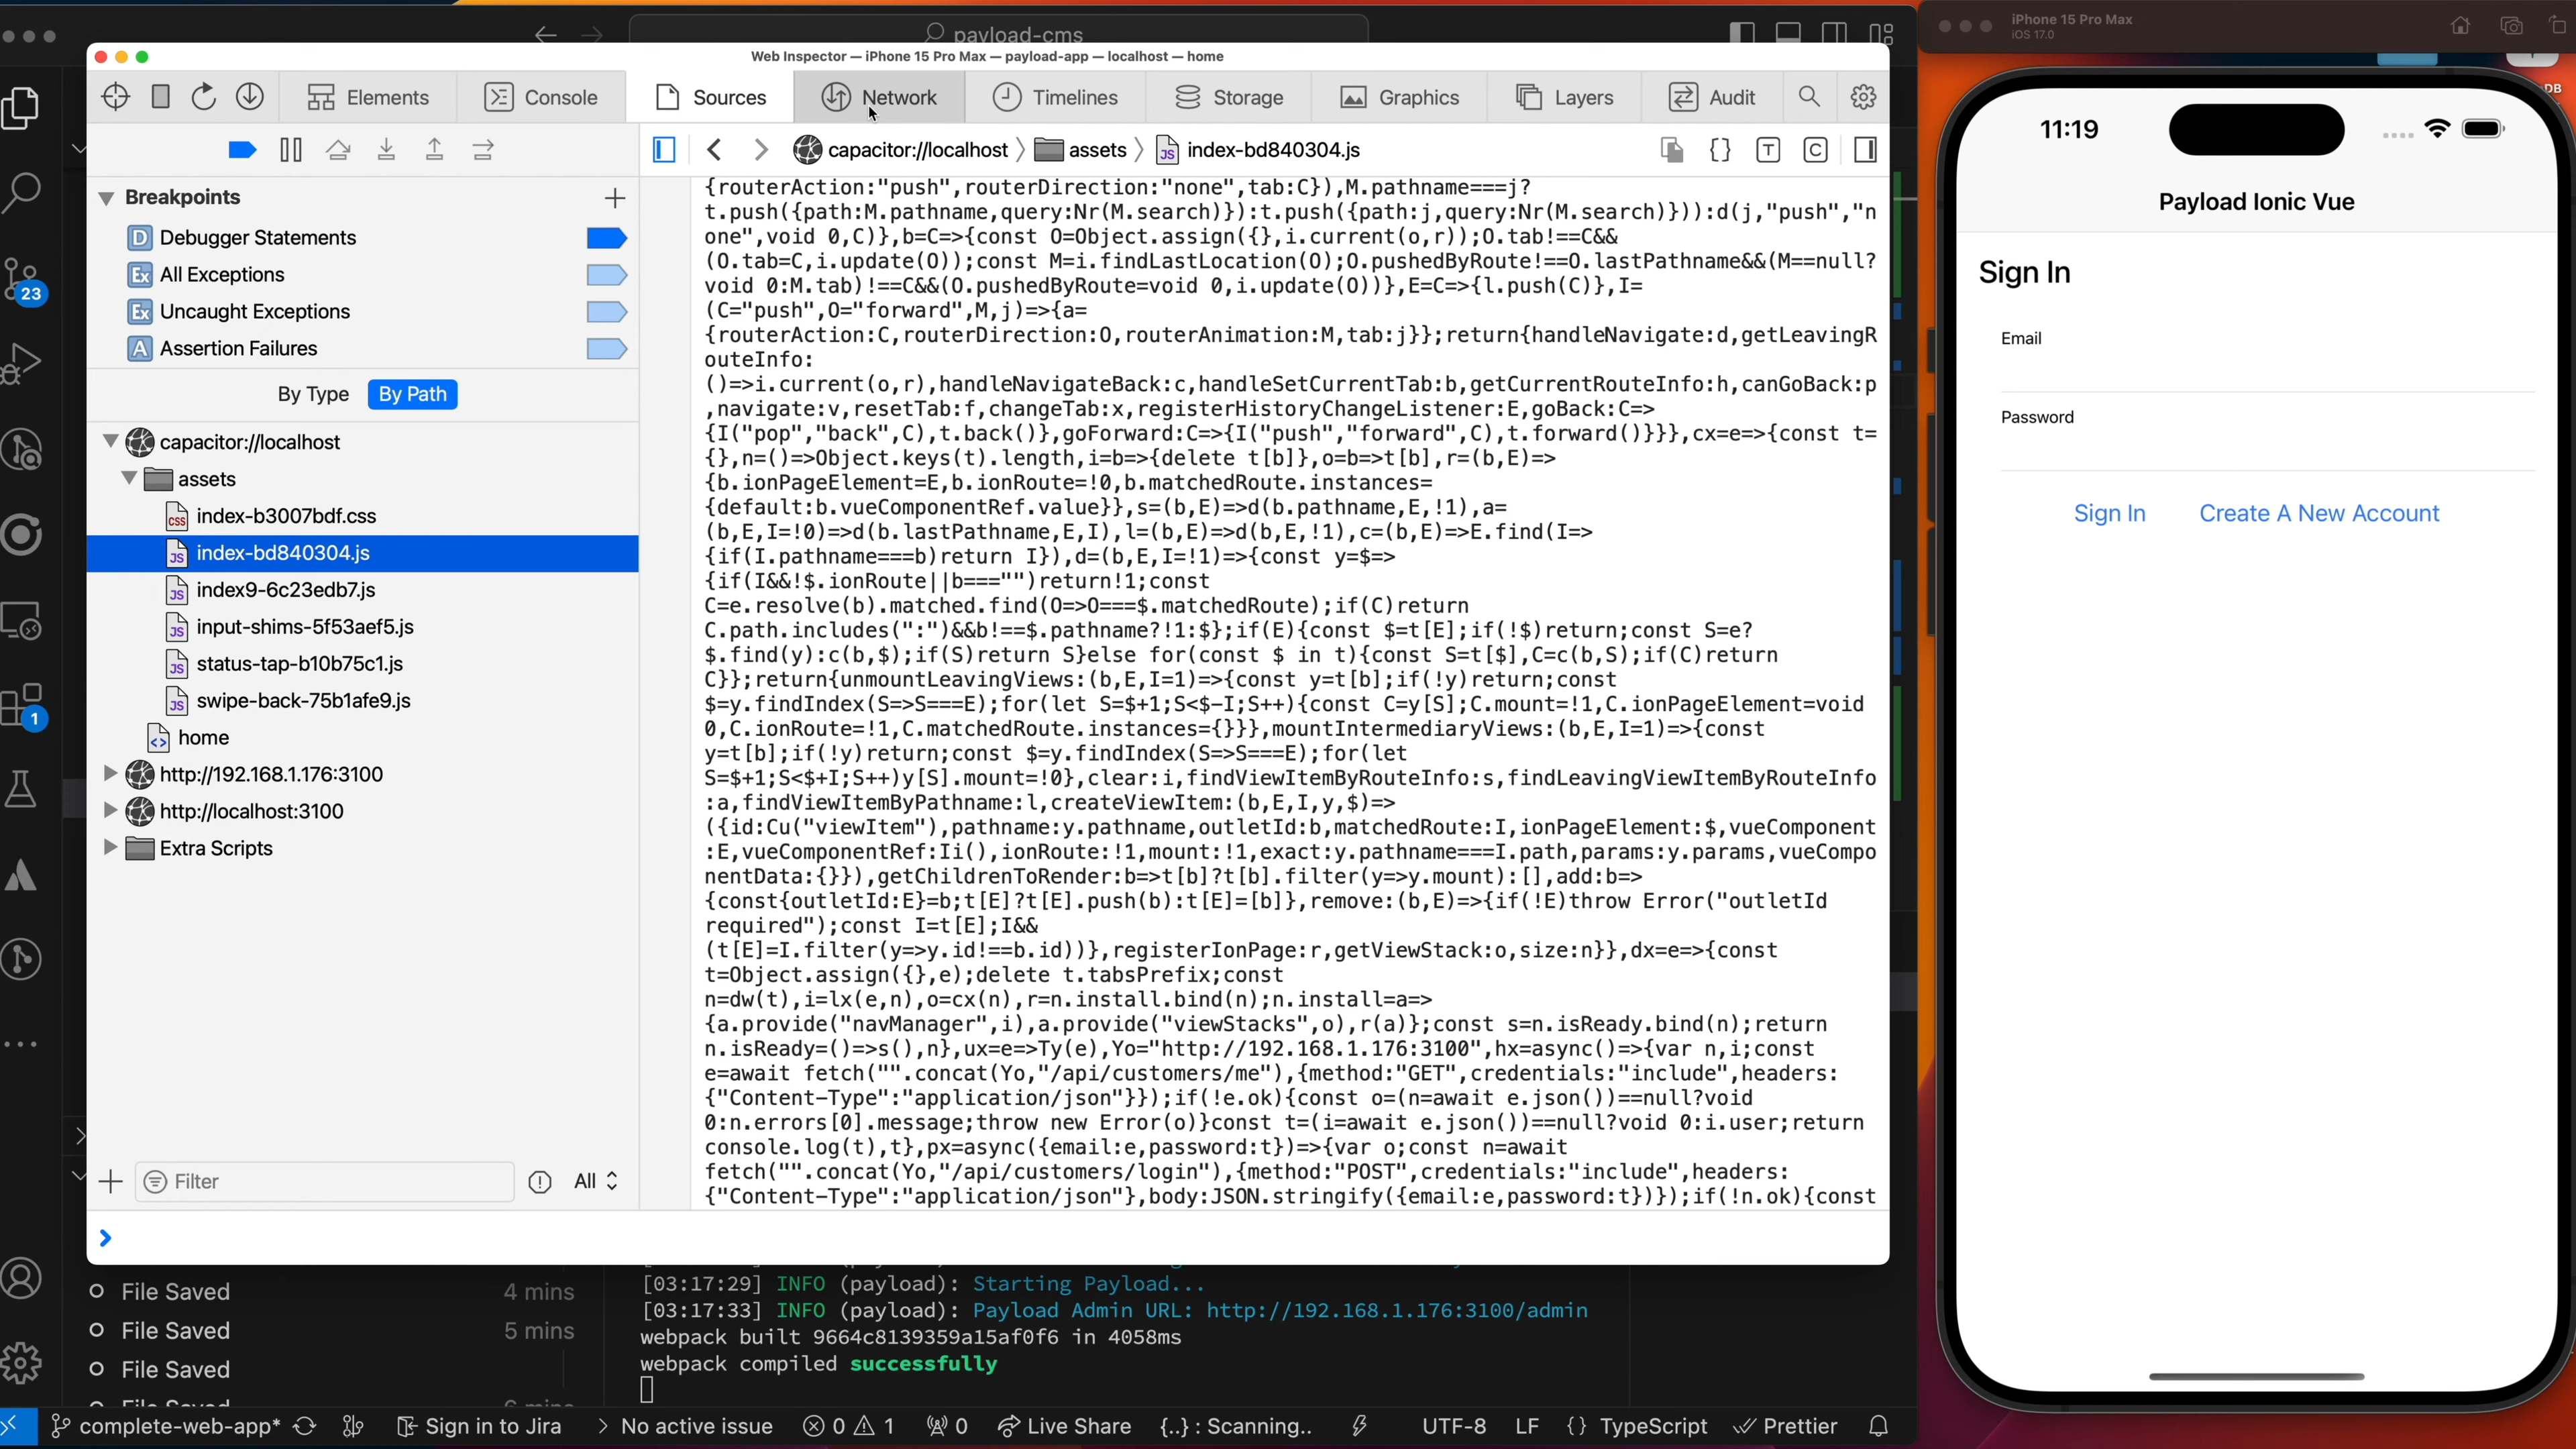 payload-cms
Web Inspector — iPhone 15 Pro Max — payload-app — localhost — home
Elements
Console
Sources
Network
Timelines
Storage
Graphics
Layers
Audit
capacitor://localhost
assets
index-bd840304.js
Breakpoints
Debugger Statements
All Exceptions
Uncaught Exceptions
Assertion Failures
By Type
By Path
capacitor://localhost
assets
index-b3007bdf.css
index-bd840304.js
index9-6c23edb7.js
input-shims-5f53aef5.js
status-tap-b10b75c1.js
swipe-back-75b1afe9.js
home
http://192.168.1.176:3100
http://localhost:3100
Extra Scripts
Filter
All
{routerAction:"push",routerDirection:"none",tab:C}),M.pathname===j?
t.push({path:M.pathname,query:Nr(M.search)}):t.push({path:j,query:Nr(M.search)})):d(j,"push","n
one",void 0,C)},b=C=>{const O=Object.assign({},i.current(o,r));O.tab!==C&&
(O.tab=C,i.update(O));const M=i.findLastLocation(O);O.pushedByRoute!==O.lastPathname&&(M==null?
void 0:M.tab)!==C&&(O.pushedByRoute=void 0,i.update(O))},E=C=>{l.push(C)},I=
(C="push",O="forward",M,j)=>{a=
{routerAction:C,routerDirection:O,routerAnimation:M,tab:j}};return{handleNavigate:d,getLeavingR
outeInfo:
()=>i.current(o,r),handleNavigateBack:c,handleSetCurrentTab:b,getCurrentRouteInfo:h,canGoBack:p
,navigate:v,resetTab:f,changeTab:x,registerHistoryChangeListener:E,goBack:C=>
{I("pop","back",C),t.back()},goForward:C=>{I("push","forward",C),t.forward()}}},cx=e=>{const t=
{},n=()=>Object.keys(t).length,i=b=>{delete t[b]},o=b=>t[b],r=(b,E)=>
{b.ionPageElement=E,b.ionRoute=!0,b.matchedRoute.instances=
{default:b.vueComponentRef.value}},s=(b,E)=>d(b.pathname,E,!1),a=
(b,E,I=!0)=>d(b.lastPathname,E,I),l=(b,E)=>d(b,E,!1),c=(b,E)=>E.find(I=>
{if(I.pathname===b)return I}),d=(b,E,I=!1)=>{const y=$=>
{if(I&&!$.ionRoute||b==="")return!1;const
C=e.resolve(b).matched.find(O=>O===$.matchedRoute);if(C)return
C.path.includes(":")&&b!==$.pathname?!1:$};if(E){const $=t[E];if(!$)return;const S=e?
$.find(y):c(b,$);if(S)return S}else for(const $ in t){const S=t[$],C=c(b,S);if(C)return
C}};return{unmountLeavingViews:(b,E,I=1)=>{const y=t[b];if(!y)return;const
$=y.findIndex(S=>S===E);for(let S=$+1;S<$-I;S++){const C=y[S];C.mount=!1,C.ionPageElement=void
0,C.ionRoute=!1,C.matchedRoute.instances={}}},mountIntermediaryViews:(b,E,I=1)=>{const
y=t[b];if(!y)return;const $=y.findIndex(S=>S===E);for(let
S=$+1;S<$+I;S++)y[S].mount=!0},clear:i,findViewItemByRouteInfo:s,findLeavingViewItemByRouteInfo
:a,findViewItemByPathname:l,createViewItem:(b,E,I,y,$)=>
({id:Cu("viewItem"),pathname:y.pathname,outletId:b,matchedRoute:I,ionPageElement:$,vueComponent
:E,vueComponentRef:Ii(),ionRoute:!1,mount:!1,exact:y.pathname===I.path,params:y.params,vueCompo
nentData:{}}),getChildrenToRender:b=>t[b]?t[b].filter(y=>y.mount):[],add:b=>
{const{outletId:E}=b;t[E]?t[E].push(b):t[E]=[b]},remove:(b,E)=>{if(!E)throw Error("outletId
required");const I=t[E];I&&
(t[E]=I.filter(y=>y.id!==b.id))},registerIonPage:r,getViewStack:o,size:n}},dx=e=>{const
t=Object.assign({},e);delete t.tabsPrefix;const
n=dw(t),i=lx(e,n),o=cx(n),r=n.install.bind(n);n.install=a=>
{a.provide("navManager",i),a.provide("viewStacks",o),r(a)};const s=n.isReady.bind(n);return
n.isReady=()=>s(),n},ux=e=>Ty(e),Yo="http://192.168.1.176:3100",hx=async()=>{var n,i;const
e=await fetch("".concat(Yo,"/api/customers/me"),{method:"GET",credentials:"include",headers:
{"Content-Type":"application/json"}});if(!e.ok){const o=(n=await e.json())==null?void
0:n.errors[0].message;throw new Error(o)}const t=(i=await e.json())==null?void 0:i.user;return
console.log(t),t},px=async({email:e,password:t})=>{var o;const n=await
fetch("".concat(Yo,"/api/customers/login"),{method:"POST",credentials:"include",headers:
{"Content-Type":"application/json"},body:JSON.stringify({email:e,password:t})});if(!n.ok){const
File Saved 4 mins
File Saved 5 mins
File Saved
[03:17:29] INFO (payload): Starting Payload...
[03:17:33] INFO (payload): Payload Admin URL: http://192.168.1.176:3100/admin
webpack built 9664c8139359a15af0f6 in 4058ms
webpack compiled successfully
23
1
complete-web-app*
Sign in to Jira
No active issue
0
1
0
Live Share
{..} : Scanning..
UTF-8
LF
{} TypeScript
Prettier
iPhone 15 Pro Max
iOS 17.0
DB
11:19
Payload Ionic Vue
Sign In
Email
Password
Sign In
Create A New Account